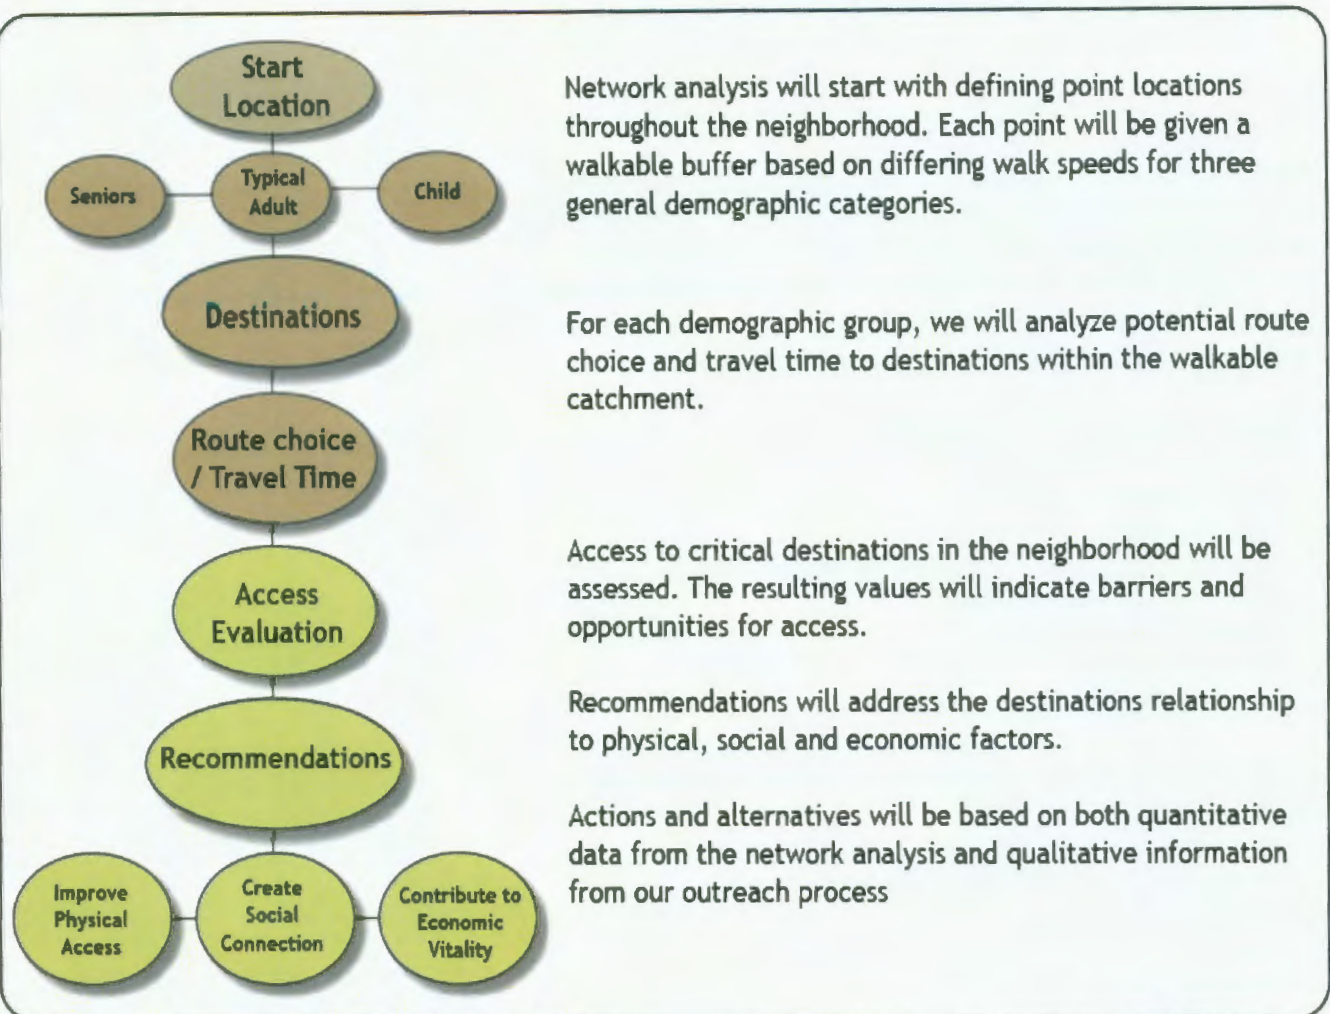 Start
Location
Seniors
Typical
Adult
Child
Network analysis will start with defining point locations
throughout the neighborhood. Each point will be given a
walkable buffer based on differing walk speeds for three
general demographic categories.
Destinations
For each demographic group, we will analyze potential route
choice and travel time to destinations within the walkable
catchment.
Route choice
/ Travel Time
Access
Evaluation
Access to critical destinations in the neighborhood will be
assessed. The resulting values will indicate barriers and
opportunities for access.
Recommendations
Recommendations will address the destinations relationship
to physical, social and economic factors.
Improve
Physical
Access
Create
Social
Connection
Contribute to
Economic
Vitality
Actions and alternatives will be based on both quantitative
data from the network analysis and qualitative information
from our outreach process